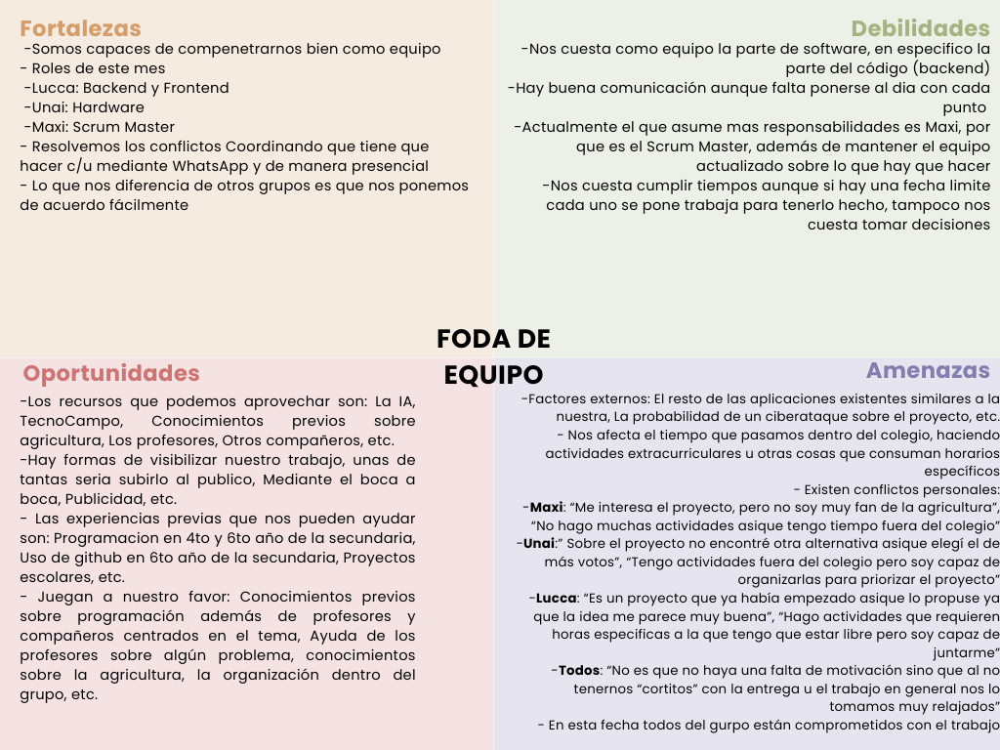 Fortalezas
-Somos capaces de compenetrarnos bien como equipo
- Roles de este mes
-Lucca: Backend y Frontend
-Unai: Hardware
-Maxi: Scrum Master
- Resolvemos los conflictos Coordinando que tiene que
hacer c/u mediante WhatsApp y de manera presencial
- Lo que nos diferencia de otros grupos es que nos ponemos
de acuerdo fácilmente
Debilidades
-Nos cuesta como equipo la parte de software, en especifico la
parte del código (backend)
-Hay buena comunicación aunque falta ponerse al dia con cada
punto
-Actualmente el que asume mas responsabilidades es Maxi, por
que es el Scrum Master, además de mantener el equipo
actualizado sobre lo que hay que hacer
-Nos cuesta cumplir tiempos aunque si hay una fecha limite
cada uno se pone trabaja para tenerlo hecho, tampoco nos
cuesta tomar decisiones
FODA DE
EQUIPO
Oportunidades
-Los recursos que podemos aprovechar son: La IA,
TecnoCampo, Conocimientos previos sobre
agricultura, Los profesores, Otros compañeros, etc.
-Hay formas de visibilizar nuestro trabajo, unas de
tantas seria subirlo al publico, Mediante el boca a
boca, Publicidad, etc.
- Las experiencias previas que nos pueden ayudar
son: Programacion en 4to y 6to año de la secundaria,
Uso de github en 6to año de la secundaria, Proyectos
escolares, etc.
- Juegan a nuestro favor: Conocimientos previos
sobre programación además de profesores y
compañeros centrados en el tema, Ayuda de los
profesores sobre algún problema, conocimientos
sobre la agricultura, la organización dentro del
grupo, etc.
Amenazas
-Factores externos: El resto de las aplicaciones existentes similares a la
nuestra, La probabilidad de un ciberataque sobre el proyecto, etc.
- Nos afecta el tiempo que pasamos dentro del colegio, haciendo
actividades extracurriculares u otras cosas que consuman horarios
específicos
- Existen conflictos personales:
-Maxi: “Me interesa el proyecto, pero no soy muy fan de la agricultura”,
“No hago muchas actividades asique tengo tiempo fuera del colegio”
-Unai:” Sobre el proyecto no encontré otra alternativa asique elegí el de
más votos”, “Tengo actividades fuera del colegio pero soy capaz de
organizarlas para priorizar el proyecto”
-Lucca: “Es un proyecto que ya había empezado asique lo propuse ya
que la idea me parece muy buena”, “Hago actividades que requieren
horas especificas a la que tengo que estar libre pero soy capaz de
juntarme”
-Todos: “No es que no haya una falta de motivación sino que al no
tenernos “cortitos” con la entrega u el trabajo en general nos lo
tomamos muy relajados”
- En esta fecha todos del gurpo están comprometidos con el trabajo